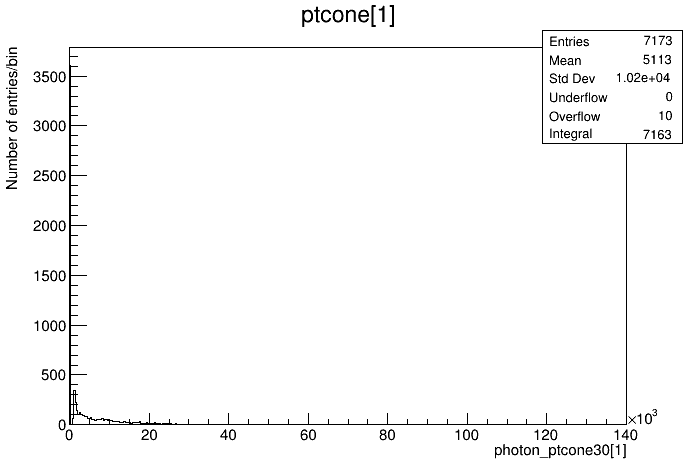 ptcone[1]
Entries 7173
Mean 5113
Std Dev 1.02e+04
Underflow 0
Overflow 10
Integral 7163
Number of entries/bin
3500
3000
2500
2000
1500
1000
500
0
0 20 40 60 80 100 120 140
×10³
photon_ptcone30[1]